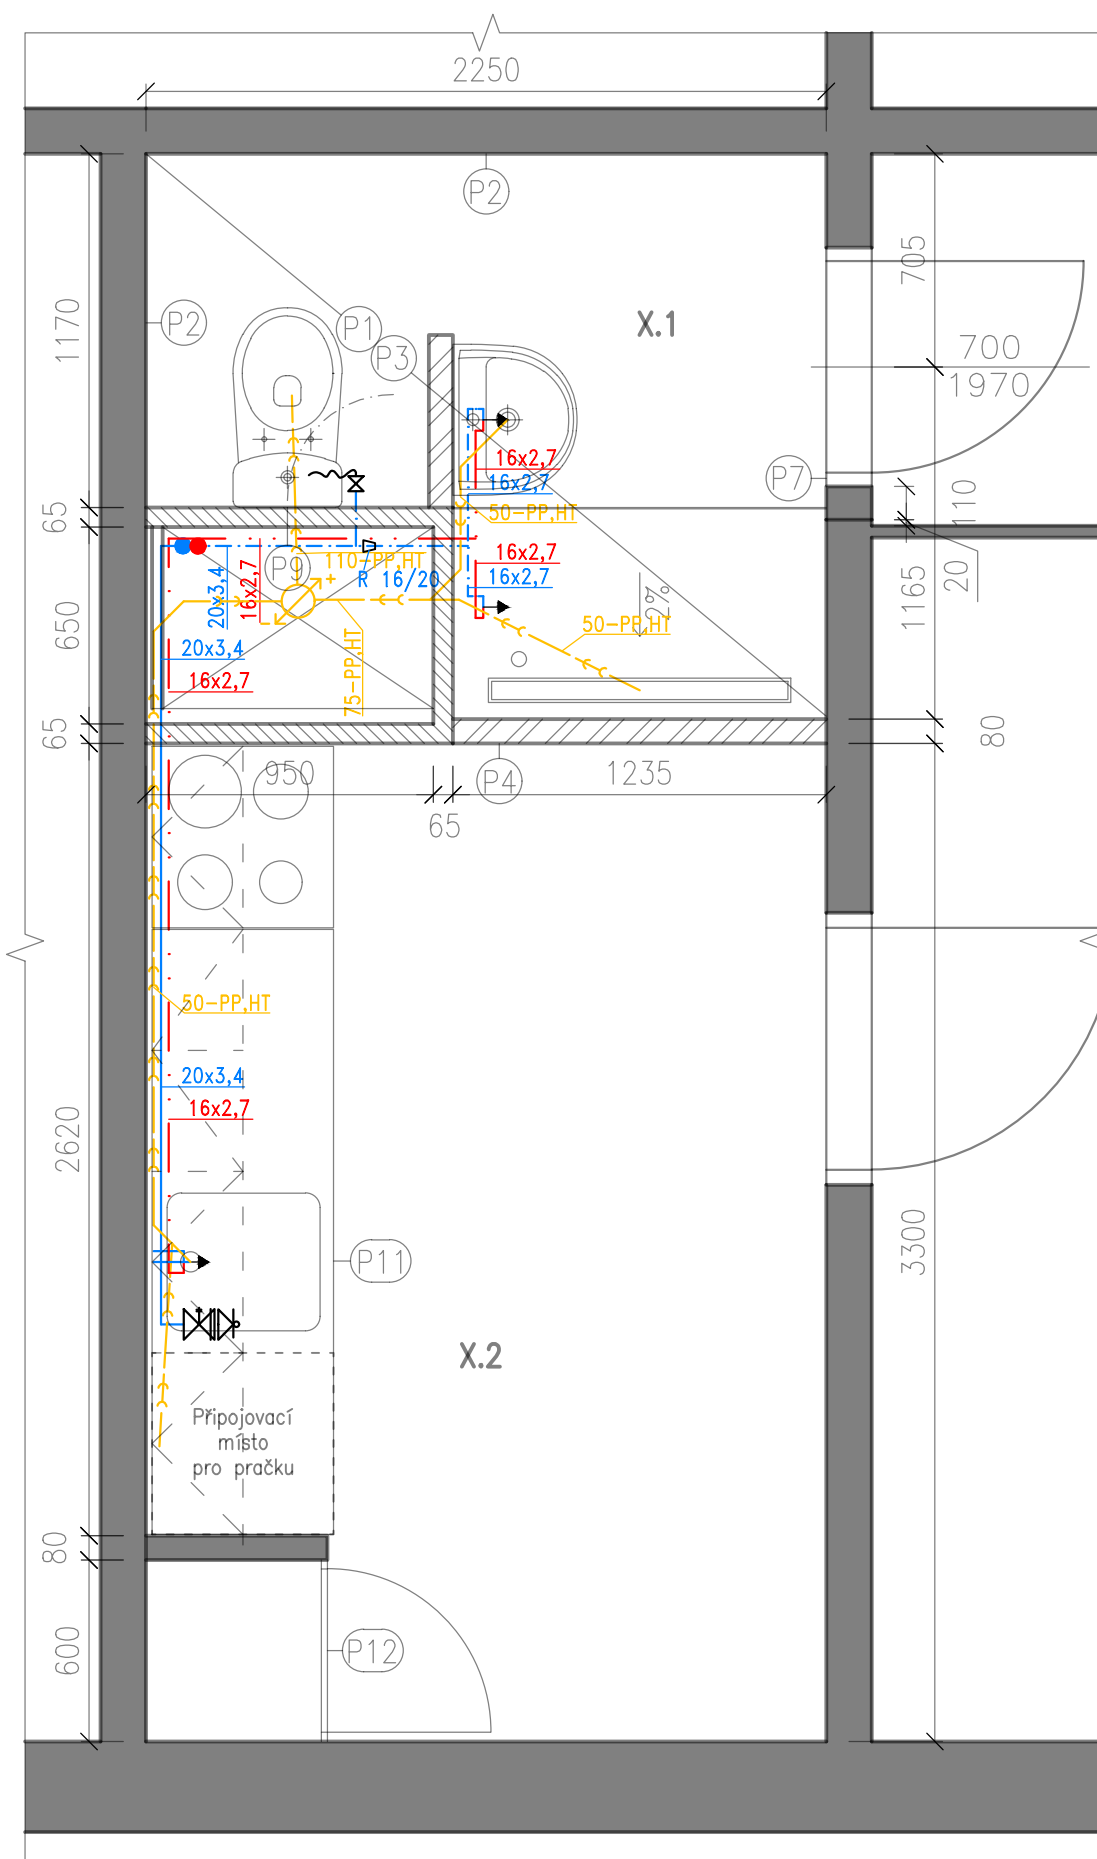 2250
P2
705
1170
P2
P1
X.1
P3
700
1970
16x2,7
16x2,7
P7
110
65
50-PP,HT
16x2,7
110-PP,HT
P9
R 16/20
16x2,7
20x3,4
16x2,7
20
1165
2%
650
50-PP,HT
20x3,4
75-PP,HT
16x2,7
65
80
950
P4
1235
65
50-PP,HT
20x3,4
16x2,7
2620
3300
P11
X.2
Připojovací
místo
pro pračku
80
600
P12